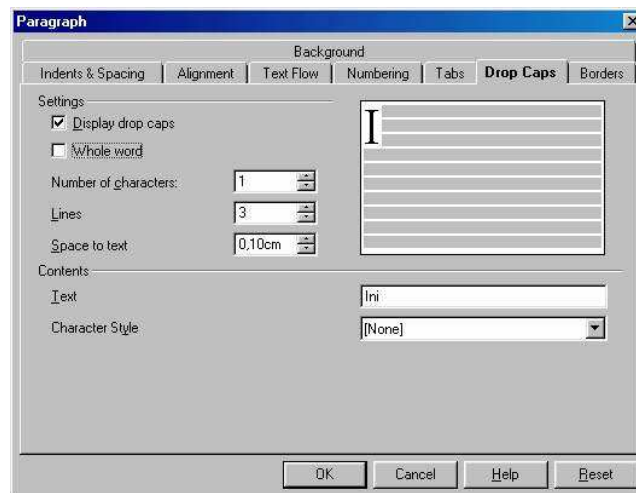 Paragraph
Background
Indents & Spacing Alignment Text Flow Numbering Tabs Drop Caps Borders
Settings
Display drop caps
Whole word
Number of characters: 1
Lines 3
Space to text 0,10cm
I
Contents
Text Ini
Character Style [None]
OK Cancel Help Reset